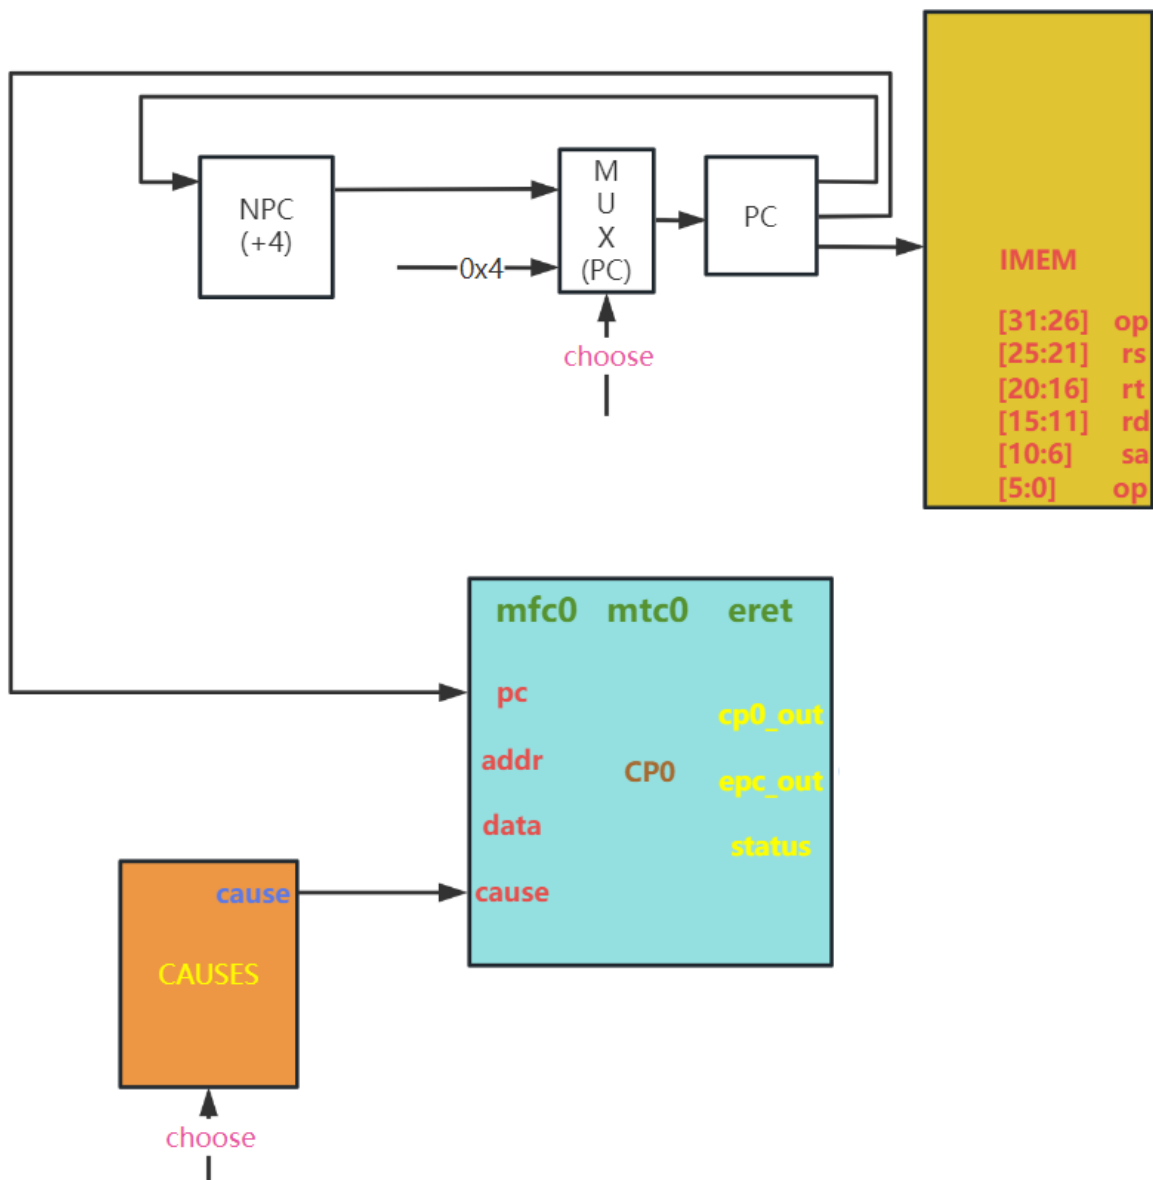 NPC
(+4)
0x4
M
U
X
(PC)
choose
PC
IMEM
[31:26] op
[25:21] rs
[20:16] rt
[15:11] rd
[10:6] sa
[5:0] op
mfc0 mtc0 eret
pc
addr
data
cause
CP0
cp0_out
epc_out
status
cause
CAUSES
choose